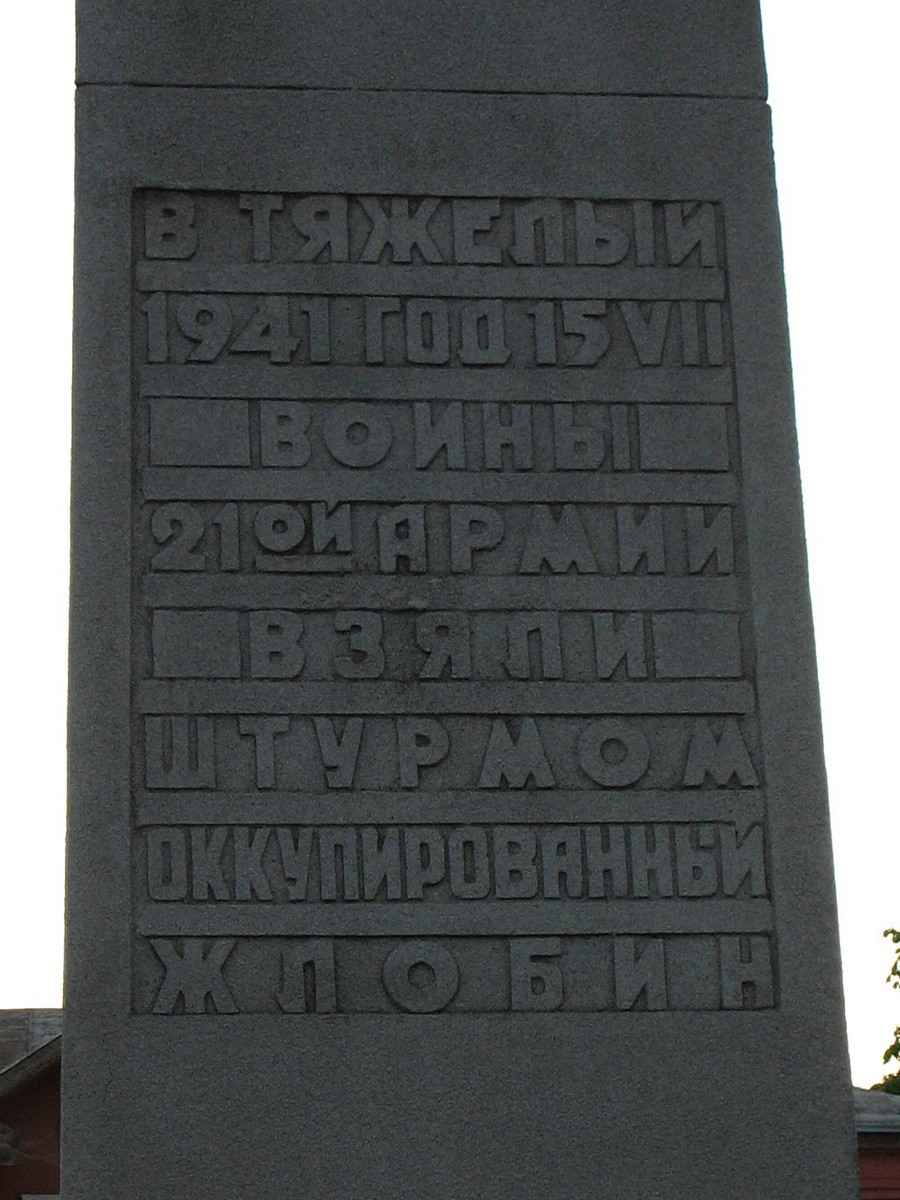 В ТЯЖЕЛЫЙ
1941 ГОД 15 VII
ВОИНЫ
21ой АРМИИ
ВЗЯЛИ
ШТУРМОМ
ОККУПИРОВАННЫЙ
ЖЛОБИН